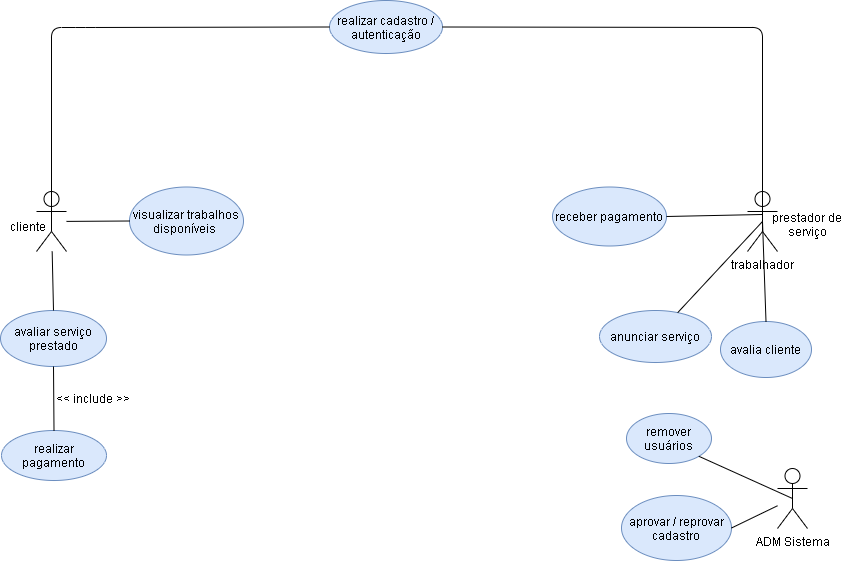 realizar cadastro /
autenticação
cliente
visualizar trabalhos
disponíveis
receber pagamento
prestador de
serviço
trabalhador
avaliar serviço
prestado
anunciar serviço
avalia cliente
<< include >>
realizar
pagamento
remover
usuários
aprovar / reprovar
cadastro
ADM Sistema